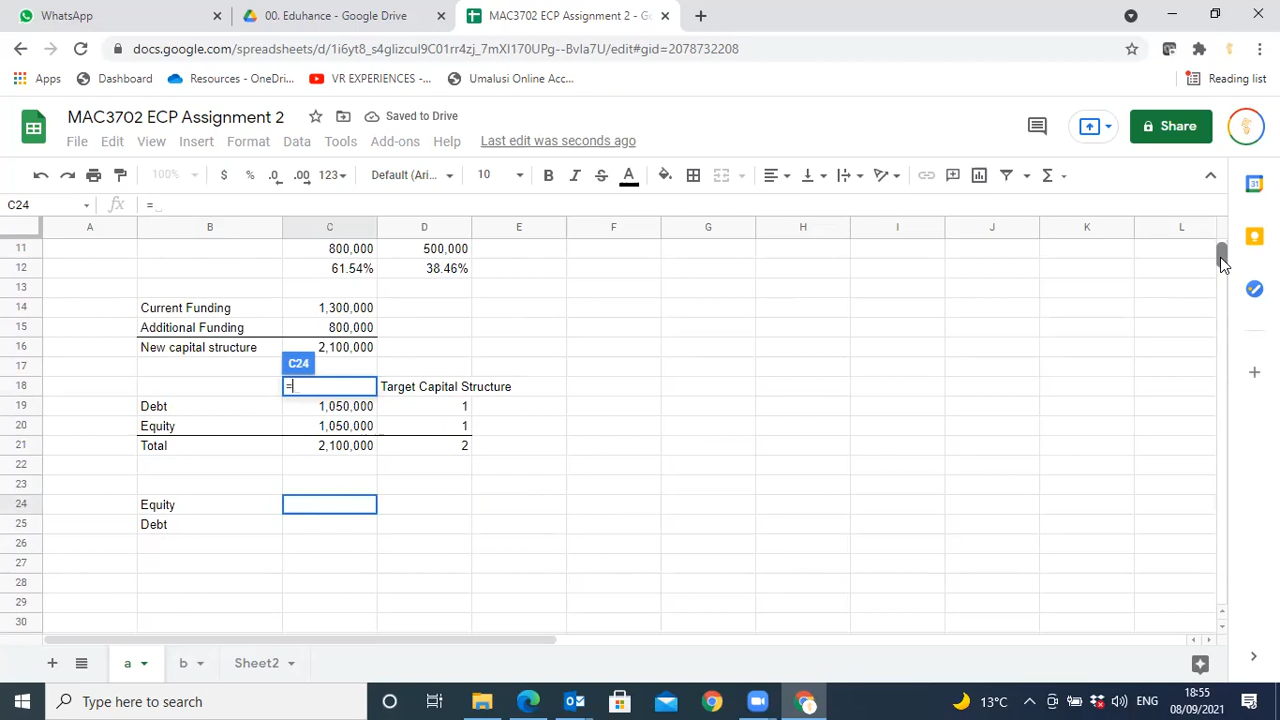 WhatsApp
00. Eduhance - Google Drive
MAC3702 ECP Assignment 2 - Go
docs.google.com/spreadsheets/d/1i6yt8_s4glizcul9C01rr4zj_7mXI170UPg--Bvla7U/edit#gid=2078732208
Apps Dashboard Resources - OneDri... VR EXPERIENCES -... Umalusi Online Acc... Reading list
MAC3702 ECP Assignment 2 Saved to Drive
File Edit View Insert Format Data Tools Add-ons Help Last edit was seconds ago
Share
100% $ % .0 .00 123 Default (Ari... 10 B I S A
C24 fx =
A B C D E F G H I J K L
11 800,000 500,000
12 61.54% 38.46%
13
14 Current Funding 1,300,000
15 Additional Funding 800,000
16 New capital structure 2,100,000
17 C24
18 = Target Capital Structure
19 Debt 1,050,000 1
20 Equity 1,050,000 1
21 Total 2,100,000 2
22
23
24 Equity
25 Debt
26
27
28
29
30
a b Sheet2
Type here to search 13°C ENG 18:55
08/09/2021